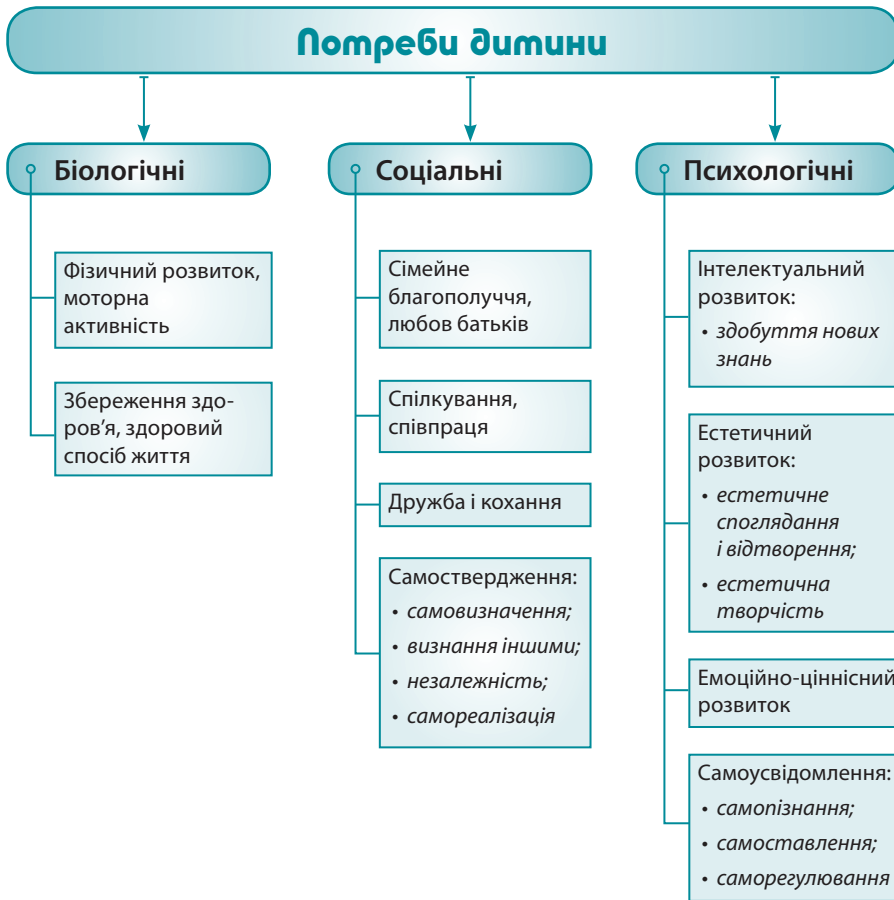 Потреби дитини
Біологічні
Фізичний розвиток,
моторна
активність
Збереження здо-
ров’я, здоровий
спосіб життя
Соціальні
Сімейне
благополуччя,
любов батьків
Спілкування,
співпраця
Дружба і кохання
Самоствердження:
• самовизначення;
• визнання іншими;
• незалежність;
• самореалізація
Психологічні
Інтелектуальний
розвиток:
• здобуття нових
знань
Естетичний
розвиток:
• естетичне
споглядання
і відтворення;
• естетична
творчість
Емоційно-ціннісний
розвиток
Самоусвідомлення:
• самопізнання;
• самоставлення;
• саморегулювання